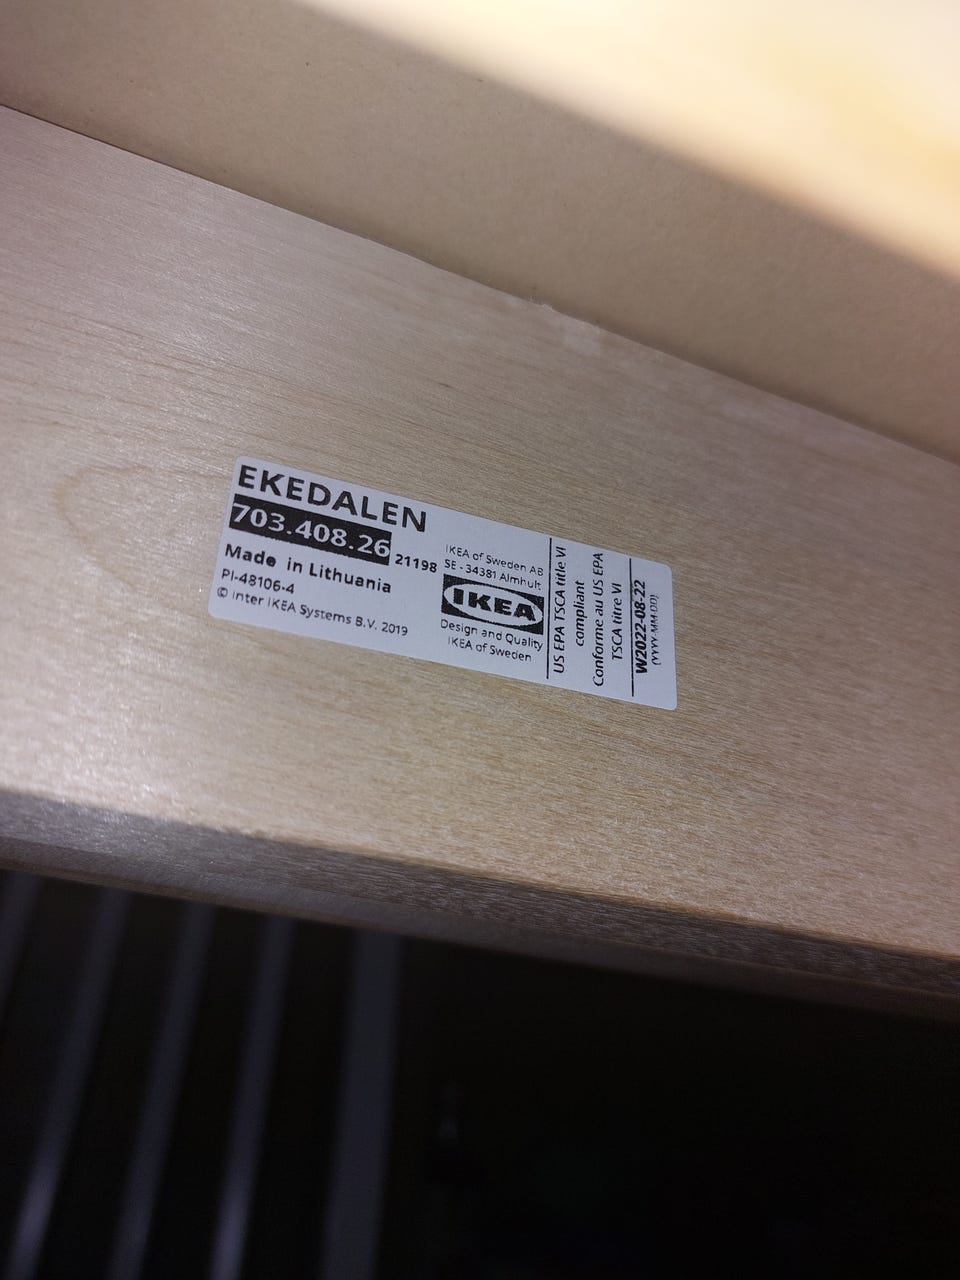 EKEDALEN
703.408.26 21198
Made in Lithuania
PI-48106-4
© Inter IKEA Systems B.V. 2019
IKEA of Sweden AB
SE - 34381 Älmhult
IKEA
Design and Quality
IKEA of Sweden
US EPA TSCA title VI
compliant
Conforme au US EPA
TSCA titre VI
W2022-08-22
(YYYY.MM.DD)